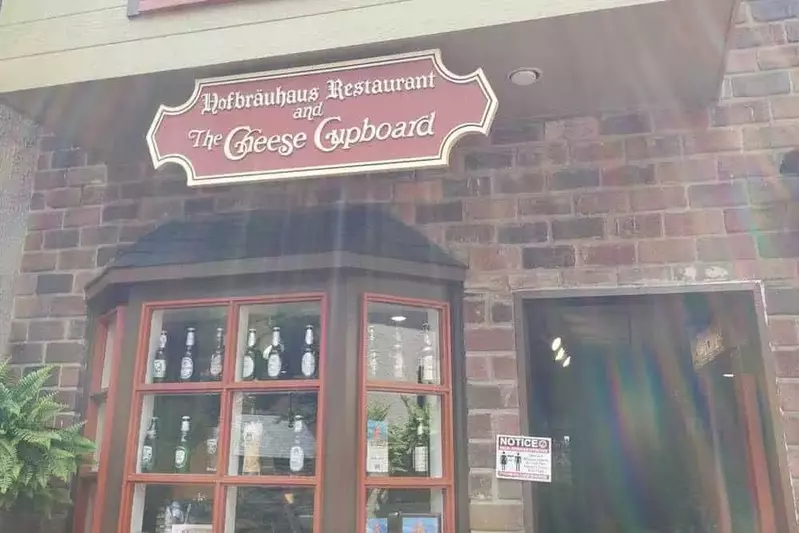 Hofbräuhaus Restaurant
and
The Cheese Cupboard
NOTICE